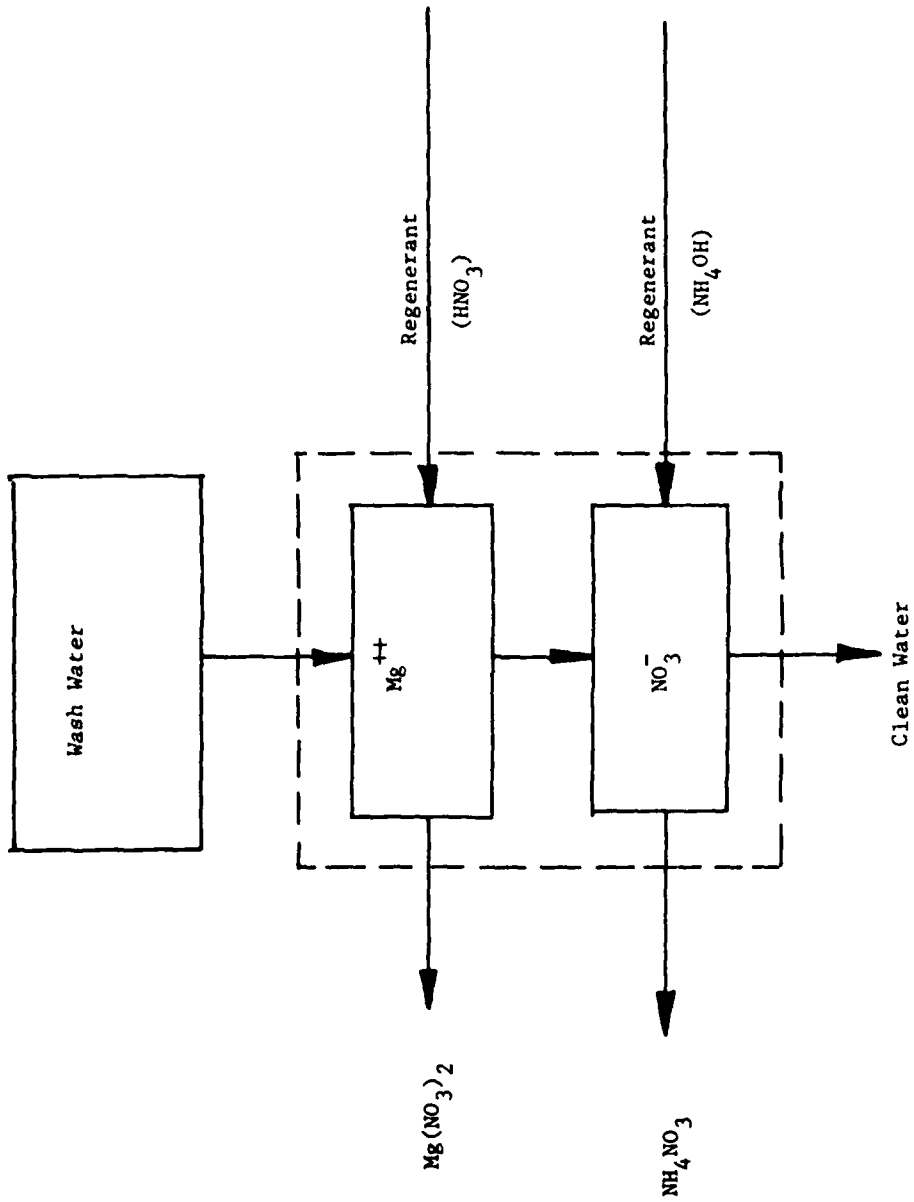 Wash Water
Mg++
Regenerant
(HNO3)
Mg(NO3)2
NO3-
Regenerant
(NH4OH)
NH4NO3
Clean Water